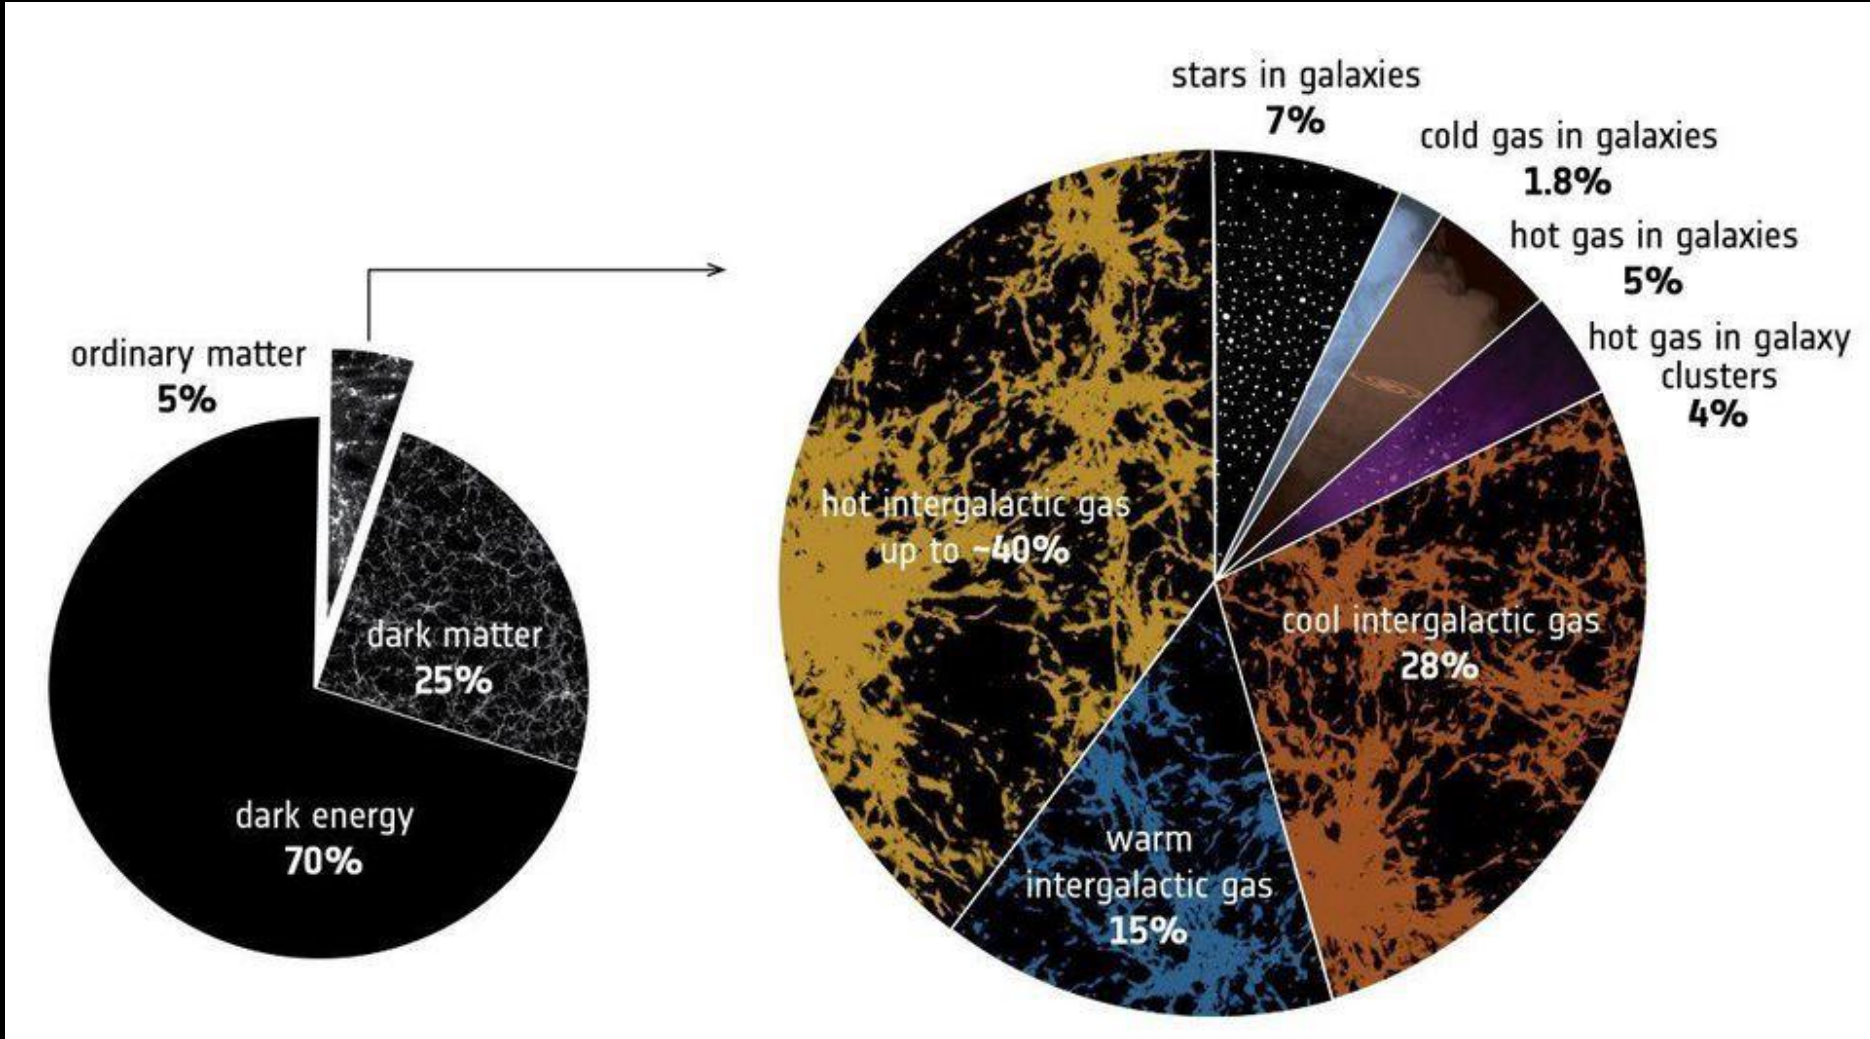 ordinary matter
5%
dark matter
25%
dark energy
70%
stars in galaxies
7%
cold gas in galaxies
1.8%
hot gas in galaxies
5%
hot gas in galaxy
clusters
4%
hot intergalactic gas
up to ~40%
cool intergalactic gas
28%
warm
intergalactic gas
15%